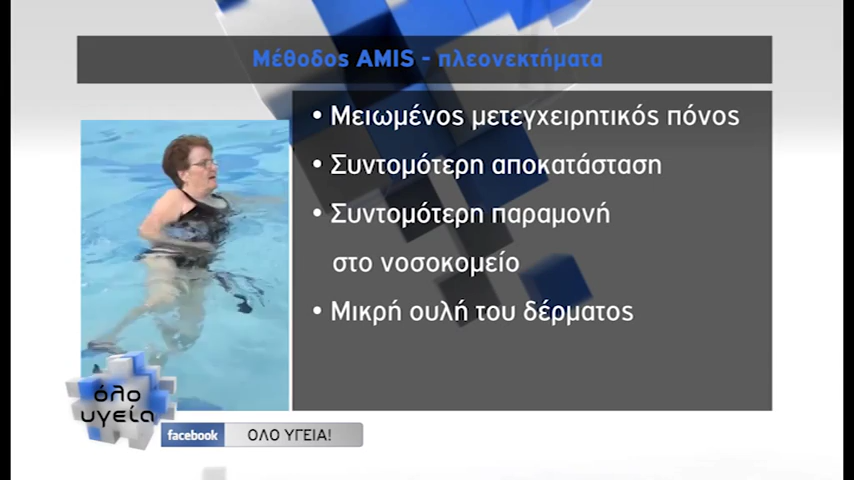 Μέθοδος AMIS - πλεονεκτήματα
• Μειωμένος μετεγχειρητικός πόνος
• Συντομότερη αποκατάσταση
• Συντομότερη παραμονή
στο νοσοκομείο
• Μικρή ουλή του δέρματος
όλο
υγεία
facebook ΟΛΟ ΥΓΕΙΑ!